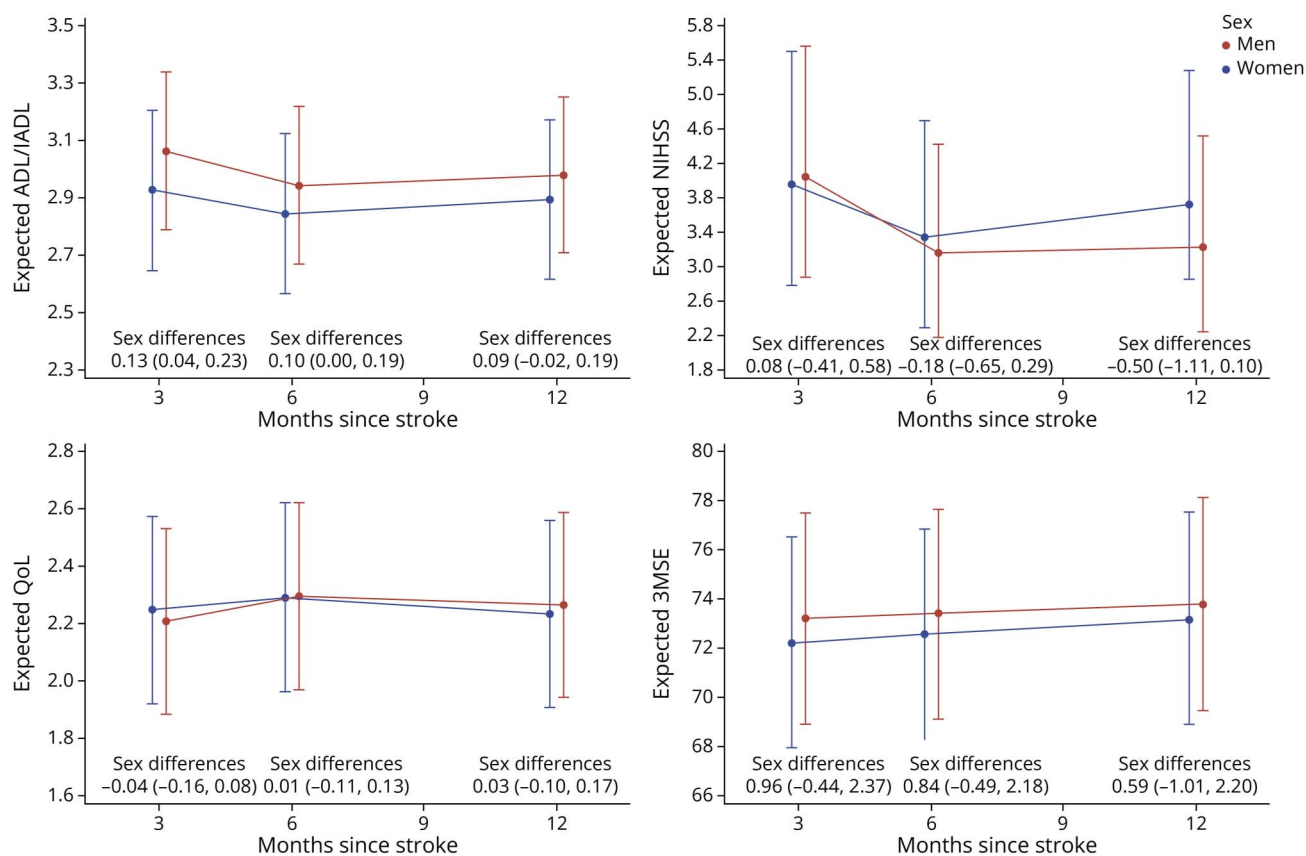 Sex
Men
Women
Expected ADL/IADL
3.5
3.3
3.1
2.9
2.7
2.5
2.3
Sex differences
0.13 (0.04, 0.23)
Sex differences
0.10 (0.00, 0.19)
Sex differences
0.09 (–0.02, 0.19)
3 6 9 12
Months since stroke
Expected NIHSS
5.8
5.4
5.0
4.6
4.2
3.8
3.4
3.0
2.6
2.2
1.8
Sex differences
0.08 (–0.41, 0.58)
Sex differences
–0.18 (–0.65, 0.29)
Sex differences
–0.50 (–1.11, 0.10)
3 6 9 12
Months since stroke
Expected QoL
2.8
2.6
2.4
2.2
2.0
1.8
1.6
Sex differences
–0.04 (–0.16, 0.08)
Sex differences
0.01 (–0.11, 0.13)
Sex differences
0.03 (–0.10, 0.17)
3 6 9 12
Months since stroke
Expected 3MSE
80
78
76
74
72
70
68
66
Sex differences
0.96 (–0.44, 2.37)
Sex differences
0.84 (–0.49, 2.18)
Sex differences
0.59 (–1.01, 2.20)
3 6 9 12
Months since stroke